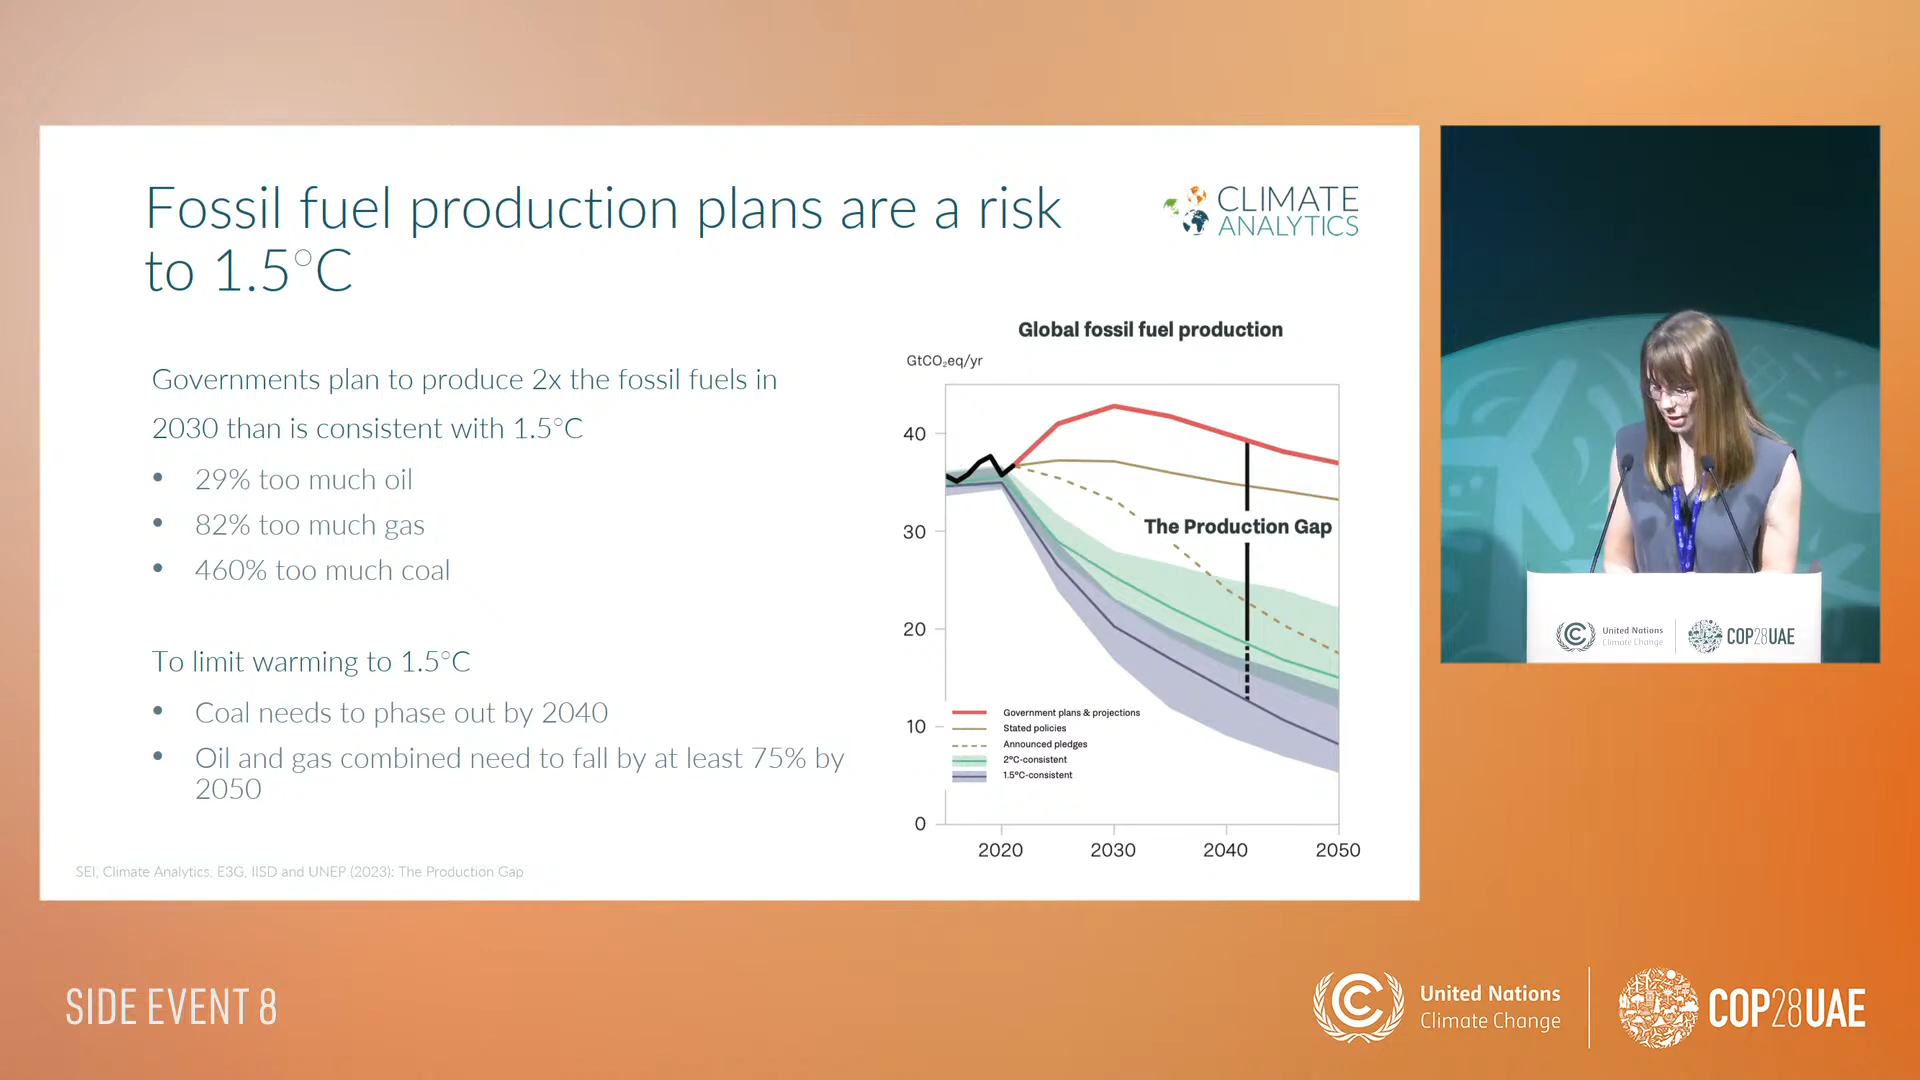 Fossil fuel production plans are a risk
to 1.5°C
CLIMATE
ANALYTICS
Governments plan to produce 2x the fossil fuels in
2030 than is consistent with 1.5°C
• 29% too much oil
• 82% too much gas
• 460% too much coal
To limit warming to 1.5°C
• Coal needs to phase out by 2040
• Oil and gas combined need to fall by at least 75% by
2050
SEI, Climate Analytics, E3G, IISD and UNEP (2023): The Production Gap
Global fossil fuel production
GtCO₂eq/yr
40
30
20
10
0
The Production Gap
Government plans & projections
Stated policies
Announced pledges
2°C-consistent
1.5°C-consistent
2020 2030 2040 2050
United Nations
Climate Change
COP28UAE
SIDE EVENT 8
United Nations
Climate Change
COP28UAE